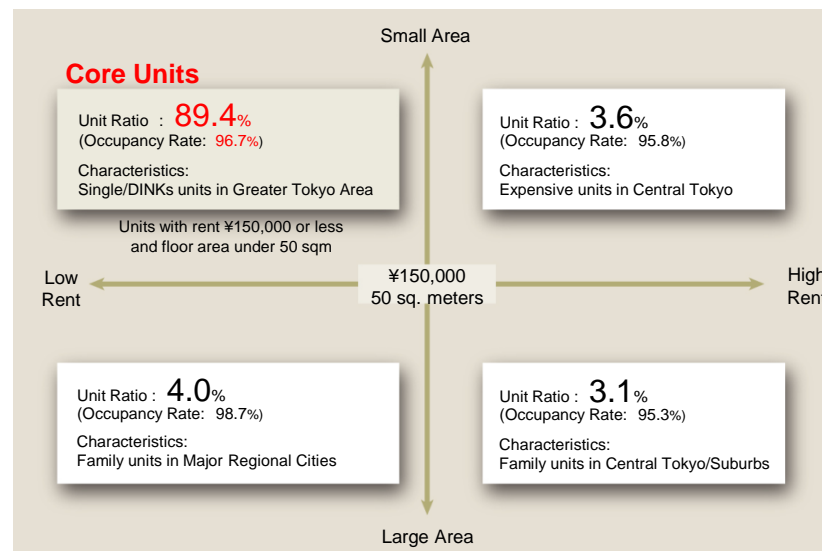 Small Area
Core Units
Unit Ratio : 89.4%
(Occupancy Rate: 96.7%)
Characteristics:
Single/DINKs units in Greater Tokyo Area
Units with rent ¥150,000 or less
and floor area under 50 sqm
Unit Ratio : 3.6%
(Occupancy Rate: 95.8%)
Characteristics:
Expensive units in Central Tokyo
Low
Rent
¥150,000
50 sq. meters
High
Rent
Unit Ratio : 4.0%
(Occupancy Rate: 98.7%)
Characteristics:
Family units in Major Regional Cities
Unit Ratio : 3.1%
(Occupancy Rate: 95.3%)
Characteristics:
Family units in Central Tokyo/Suburbs
Large Area